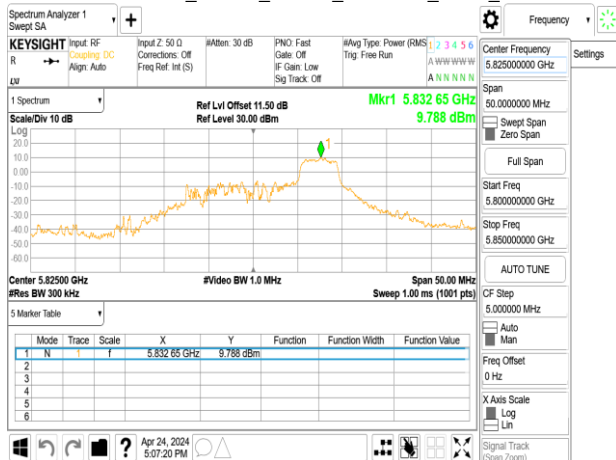 Spectrum Analyzer 1
Swept SA
Frequency
KEYSIGHT
R
LXI
Input: RF
Coupling: DC
Align: Auto
Input Z: 50 Ω
Corrections: Off
Freq Ref: Int (S)
#Atten: 30 dB
PNO: Fast
Gate: Off
IF Gain: Low
Sig Track: Off
#Avg Type: Power (RMS
Trig: Free Run
1 2 3 4 5 6
A W W W W W
A N N N N N
Center Frequency
5.825000000 GHz
Settings
Span
50.0000000 MHz
Swept Span
Zero Span
Full Span
Start Freq
5.800000000 GHz
Stop Freq
5.850000000 GHz
AUTO TUNE
CF Step
5.000000 MHz
Auto
Man
Freq Offset
0 Hz
X Axis Scale
Log
Lin
Signal Track
(Span Zoom)
1 Spectrum
Scale/Div 10 dB
Log
Ref Lvl Offset 11.50 dB
Ref Level 30.00 dBm
Mkr1 5.832 65 GHz
9.788 dBm
1
20.0
10.0
0.00
-10.0
-20.0
-30.0
-40.0
-50.0
-60.0
Center 5.82500 GHz
#Res BW 300 kHz
#Video BW 1.0 MHz
Span 50.00 MHz
Sweep 1.00 ms (1001 pts)
5 Marker Table
Mode Trace Scale X Y Function Function Width Function Value
1 N 1 f 5.832 65 GHz 9.788 dBm
2
3
4
5
6
? Apr 24, 2024
5:07:20 PM